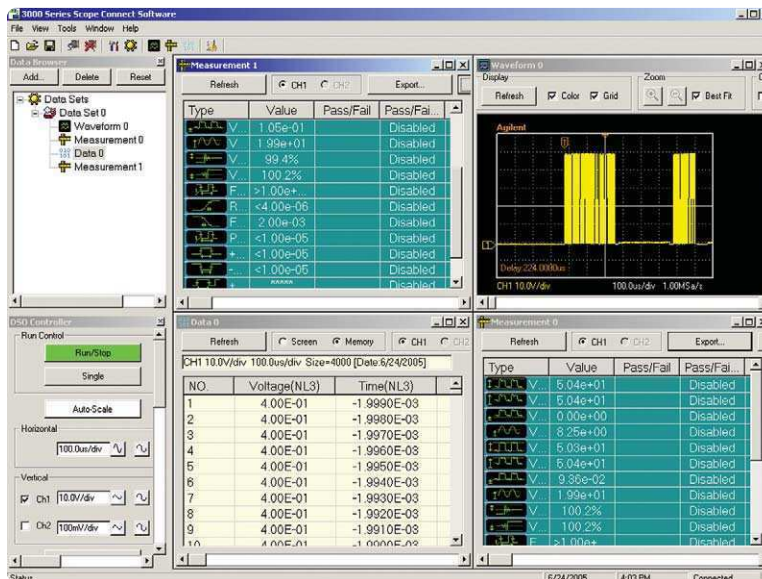 3000 Series Scope Connect Software
File View Tools Window Help
Data Browser
Add... Delete Reset
Data Sets
Data Set 0
Waveform 0
Measurement 0
Data 0
Measurement 1
Measurement 1
Refresh CH1 CH2 Export...
Type Value Pass/Fail Pass/Fai...
V... 1.05e-01 Disabled
V... 1.99e+01 Disabled
V... 99.4% Disabled
V... 100.2% Disabled
F... >1.00e+... Disabled
R... <4.00e-06 Disabled
F 2.00e-03 Disabled
P... <1.00e-05 Disabled
+... <1.00e-05 Disabled
-... <1.00e-05 Disabled
+ ***** Disabled
Waveform 0
Display Zoom
Refresh Color Grid Best Fit
Agilent
Delay:224.0000us
CH1 10.0V/div 100.0us/div 1.00MSa/s
DSO Controller
Run Control
Run/Stop
Single
Auto-Scale
Horizontal
100.0us/div
Vertical
Ch1 10.0V/div
Ch2 100mV/div
Data 0
Refresh Screen Memory CH1 CH2
CH1 10.0V/div 100.0us/div Size=4000 [Date:6/24/2005]
NO. Voltage(NL3) Time(NL3)
1 4.00E-01 -1.9990E-03
2 4.00E-01 -1.9980E-03
3 4.00E-01 -1.9970E-03
4 4.00E-01 -1.9960E-03
5 4.00E-01 -1.9950E-03
6 4.00E-01 -1.9940E-03
7 4.00E-01 -1.9930E-03
8 4.00E-01 -1.9920E-03
9 4.00E-01 -1.9910E-03
10 4.00E-01 -1.9900E-03
Measurement 0
Refresh CH1 CH2 Export...
Type Value Pass/Fail Pass/Fai...
V... 5.04e+01 Disabled
V... 5.04e+01 Disabled
V... 0.00e+00 Disabled
V... 8.25e+00 Disabled
V... 5.03e+01 Disabled
V... 5.04e+01 Disabled
V... 9.36e-02 Disabled
V... 1.99e+01 Disabled
V... 100.2% Disabled
V... 100.2% Disabled
F >1.00e+ Disabled
Status 6/24/2005 4:03 PM Connected